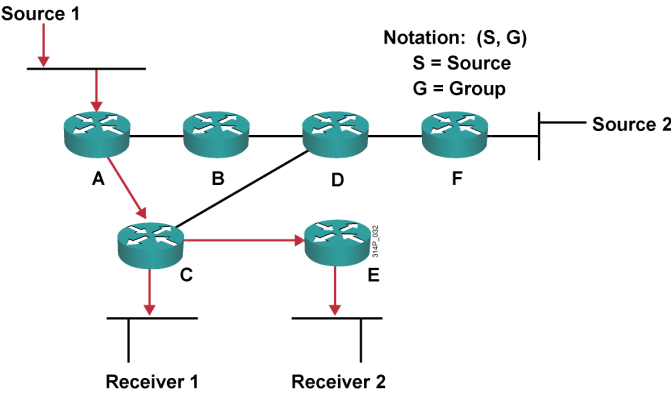 Source 1
Notation: (S, G)
S = Source
G = Group
Source 2
A
B
D
F
C
E
314P_032
Receiver 1
Receiver 2